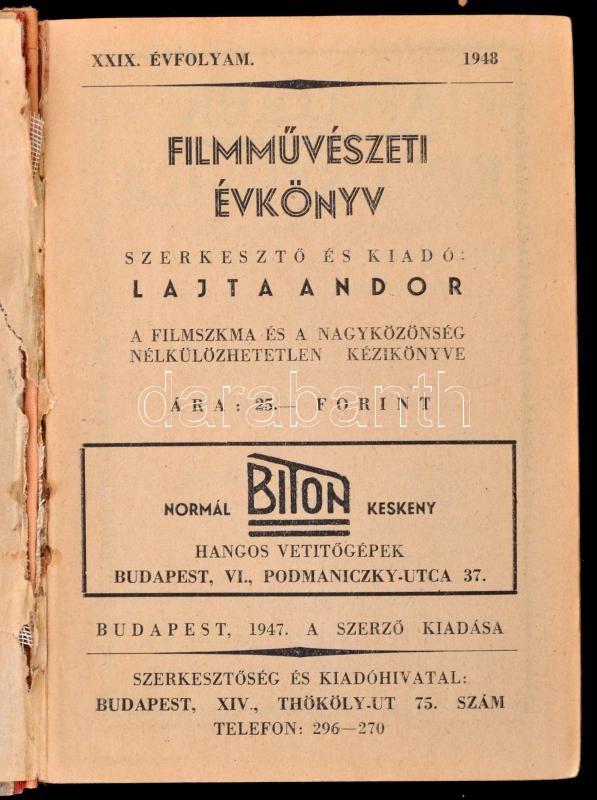 XXIX. ÉVFOLYAM. 1948
FILMMŰVÉSZETI
ÉVKÖNYV
SZERKESZTŐ ÉS KIADÓ:
LAJTA ANDOR
A FILMSZKMA ÉS A NAGYKÖZÖNSÉG
NÉLKÜLÖZHETETLEN KÉZIKÖNYVE
darabanth
ÁRA: 25.— FORINT
NORMÁL BITON KESKENY
HANGOS VETITŐGÉPEK
BUDAPEST, VI., PODMANICZKY-UTCA 37.
BUDAPEST, 1947. A SZERZŐ KIADÁSA
SZERKESZTŐSÉG ÉS KIADÓHIVATAL:
BUDAPEST, XIV., THÖKÖLY-UT 75. SZÁM
TELEFON: 296—270